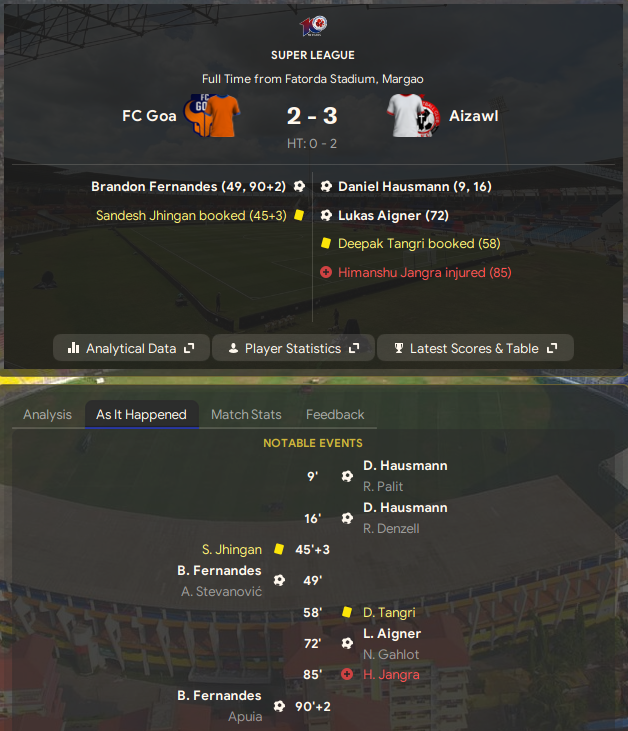 SUPER LEAGUE
Full Time from Fatorda Stadium, Margao
FC Goa 2 - 3 Aizawl
HT: 0 - 2
Brandon Fernandes (49, 90+2) Daniel Hausmann (9, 16)
Sandesh Jhingan booked (45+3) Lukas Aigner (72)
Deepak Tangri booked (58)
Himanshu Jangra injured (85)
Analytical Data Player Statistics Latest Scores & Table
Analysis As It Happened Match Stats Feedback
NOTABLE EVENTS
9' D. Hausmann
R. Palit
16' D. Hausmann
R. Denzell
S. Jhingan 45'+3
B. Fernandes 49'
A. Stevanović
58' D. Tangri
72' L. Aigner
N. Gahlot
85' H. Jangra
B. Fernandes 90'+2
Apuia